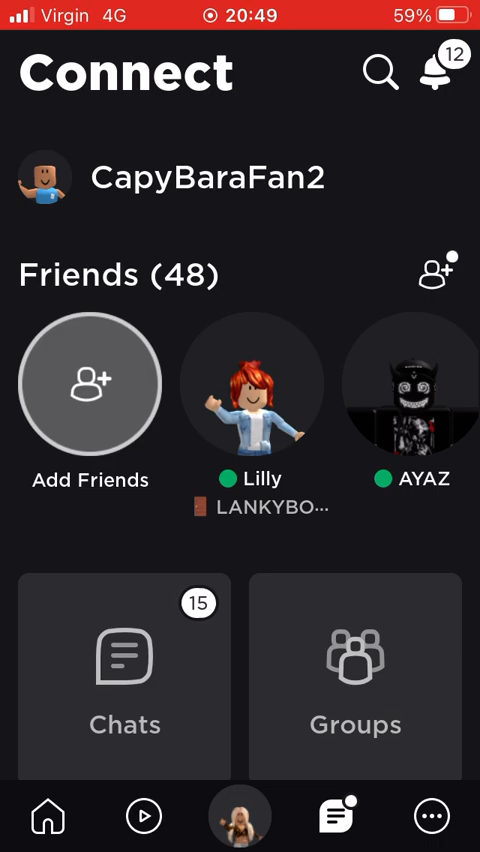 Virgin 4G 20:49 59%
Connect
12
CapyBaraFan2
Friends (48)
Add Friends
Lilly
AYAZ
LANKYBO...
15
Chats
Groups